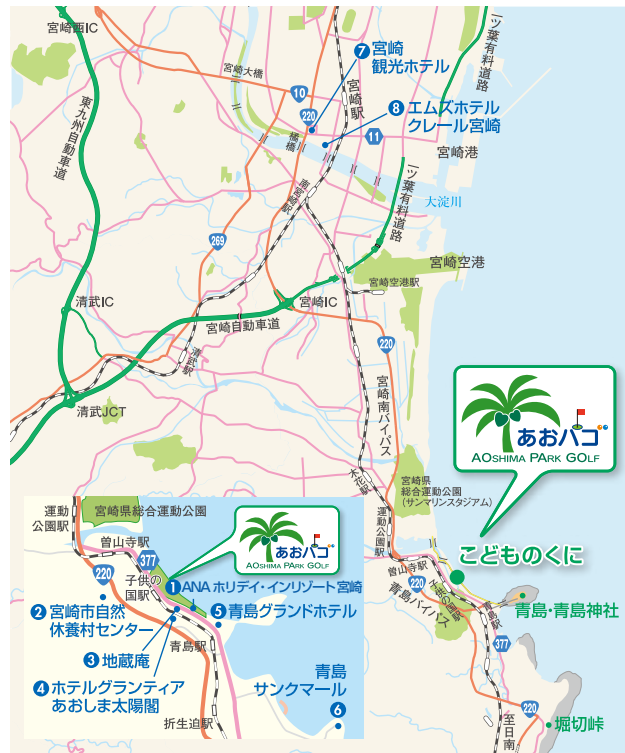 宮崎西IC
東九州自動車道
宮崎大橋
10
220
橘橋
❼宮崎
観光ホテル
宮崎駅
❽エムズホテル
クレール宮崎
11
一ツ葉有料道路
宮崎港
大淀川
一ツ葉有料道路
南宮崎駅
269
宮崎空港
宮崎空港駅
清武IC
宮崎IC
宮崎自動車道
清武駅
清武JCT
220
宮崎南バイパス
木花駅
宮崎県
総合運動公園
(サンマリンスタジアム)
運動公園駅
あおパコ
AOSHIMA PARK GOLF
こどものくに
曽山寺駅
子供の国駅
220
青島バイパス
青島駅
青島・青島神社
377
220
堀切峠
至日南
運動
公園駅
宮崎県総合運動公園
曽山寺駅
377
あおパコ
AOSHIMA PARK GOLF
子供の
国駅
220
❶ANAホリデイ・インリゾート宮崎
❷宮崎市自然
休養村センター
❺青島グランドホテル
❸地蔵庵
青島駅
❹ホテルグランティア
あおしま太陽閣
青島
サンクマール
❻
折生迫駅